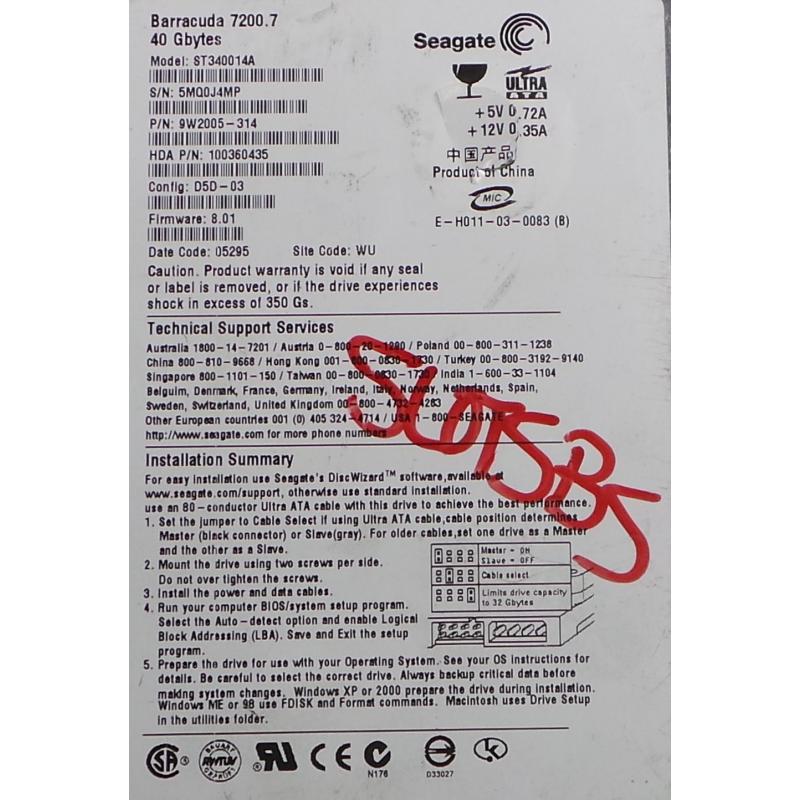 Barracuda 7200.7
40 Gbytes
Model: ST340014A
S/N: 5MQ0J4MP
P/N: 9W2005-314
HDA P/N: 100360435
Config: D5D-03
Firmware: 8.01
Date Code: 05295 Site Code: WU
Seagate
ULTRA
ATA
+5V 0.72A
+12V 0.35A
中国产品
Product of China
MIC
E-H011-03-0083 (B)
Caution. Product warranty is void if any seal
or label is removed, or if the drive experiences
shock in excess of 350 Gs.
Technical Support Services
Australia 1800-14-7201 / Austria 0-800-20-1290 / Poland 00-800-311-1238
China 800-810-9668 / Hong Kong 001-800-0830-1730 / Turkey 00-800-3192-9140
Singapore 800-1101-150 / Taiwan 00-800-0830-1730 / India 1-600-33-1104
Belguim, Denmark, France, Germany, Ireland, Italy, Norway, Netherlands, Spain,
Sweden, Switzerland, United Kingdom 00-800-4732-4283
Other European countries 001 (0) 405 324-4714 / USA 1-800-SEAGATE
http://www.seagate.com for more phone numbers
Installation Summary
For easy installation use Seagate's DiscWizard™ software,available at
www.seagate.com/support, otherwise use standard installation.
use an 80-conductor Ultra ATA cable with this drive to achieve the best performance.
1. Set the jumper to Cable Select if using Ultra ATA cable,cable position determines
Master (black connector) or Slave(gray). For older cables,set one drive as a Master
and the other as a Slave.
2. Mount the drive using two screws per side.
Do not over tighten the screws.
3. Install the power and data cables.
4. Run your computer BIOS/system setup program.
Select the Auto-detect option and enable Logical
Block Addressing (LBA). Save and Exit the setup
program.
5. Prepare the drive for use with your Operating System. See your OS instructions for
details. Be careful to select the correct drive. Always backup critical data before
making system changes. Windows XP or 2000 prepare the drive during installation.
Windows ME or 98 use FDISK and Format commands. Macintosh uses Drive Setup
in the utilities folder.
Master - ON
Slave - OFF
Cable select
Limits drive capacity
to 32 Gbytes
BAUART
RWTUV
GEPRÜFT
N176
D33027